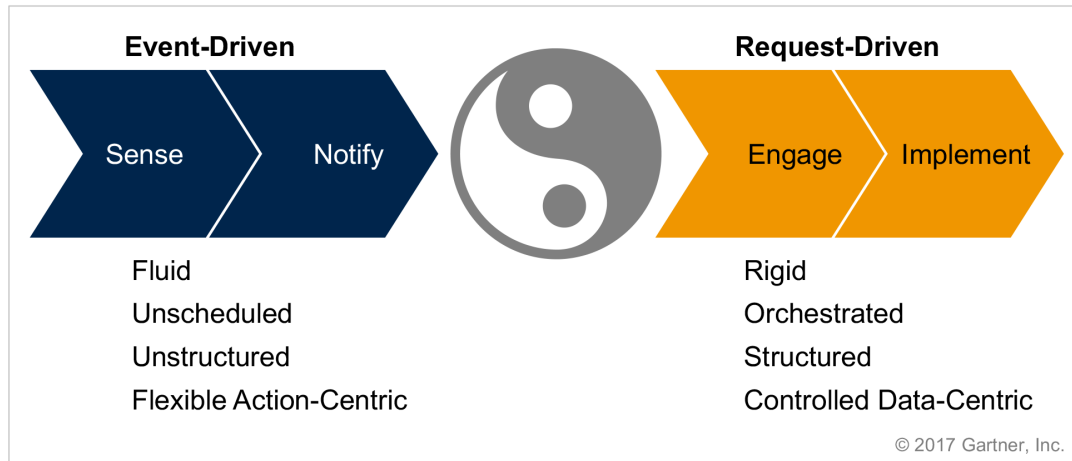 Event-Driven
Request-Driven
Sense
Notify
Engage
Implement
Fluid
Unscheduled
Unstructured
Flexible Action-Centric
Rigid
Orchestrated
Structured
Controlled Data-Centric
© 2017 Gartner, Inc.